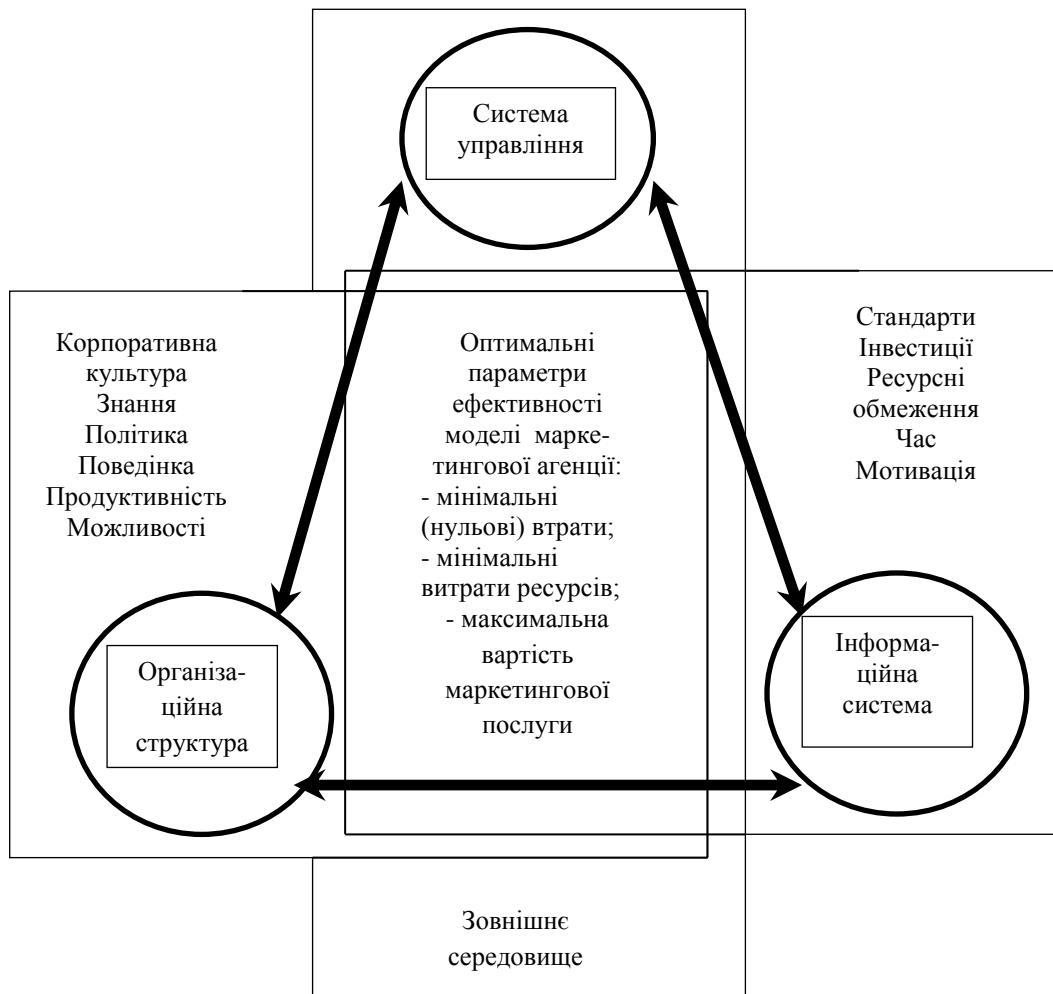 Система
управління
Корпоративна
культура
Знання
Політика
Поведінка
Продуктивність
Можливості
Оптимальні
параметри
ефективності
моделі марке-
тингової агенції:
- мінімальні
(нульові) втрати;
- мінімальні
витрати ресурсів;
- максимальна
вартість
маркетингової
послуги
Стандарти
Інвестиції
Ресурсні
обмеження
Час
Мотивація
Організа-
ційна
структура
Інформа-
ційна
система
Зовнішнє
середовище